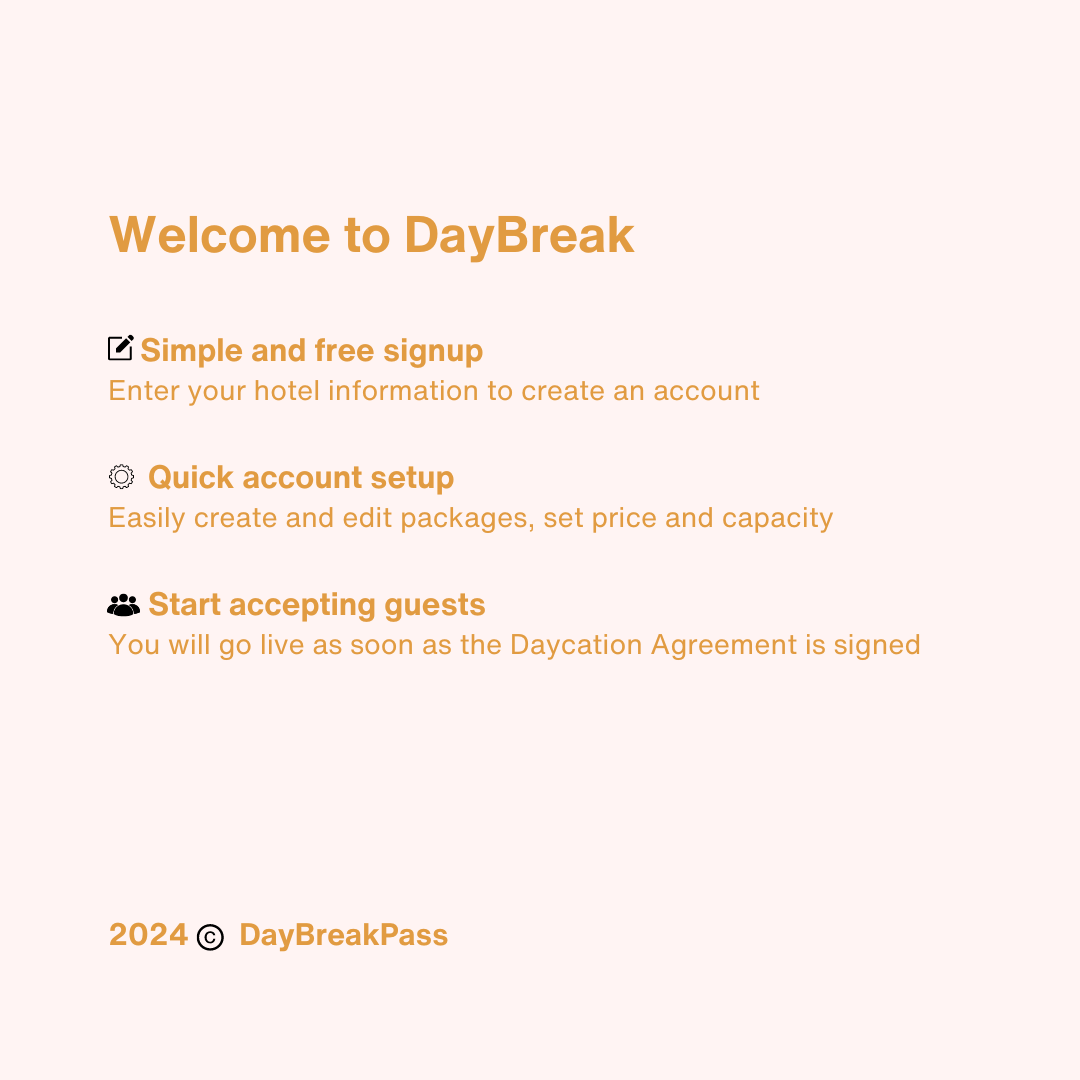 Welcome to DayBreak
Simple and free signup
Enter your hotel information to create an account
Quick account setup
Easily create and edit packages, set price and capacity
Start accepting guests
You will go live as soon as the Daycation Agreement is signed
2024 © DayBreakPass